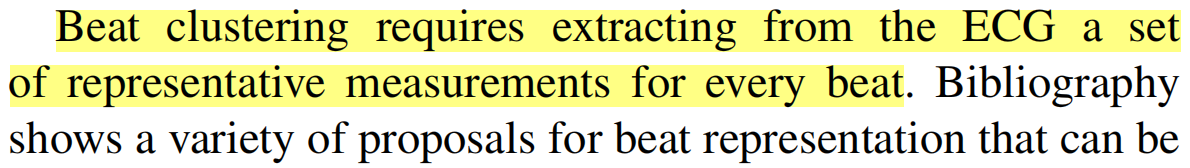 Beat clustering requires extracting from the ECG a set
of representative measurements for every beat. Bibliography
shows a variety of proposals for beat representation that can be